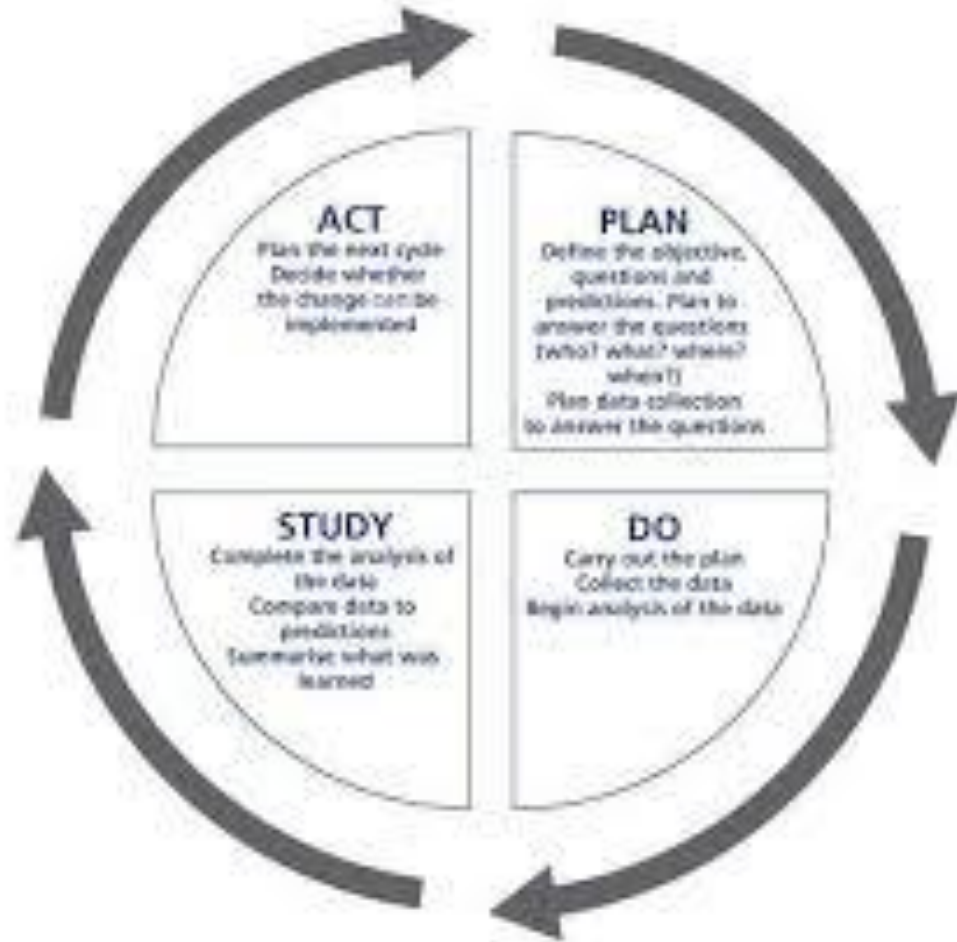 ACT
Plan the next cycle
Decide whether
the change can be
implemented
PLAN
Define the objective,
questions and
predictions. Plan to
answer the questions
(who? what? where?
when?)
Plan data collection
to answer the questions
STUDY
Complete the analysis of
the data
Compare data to
predictions
Summarise what was
learned
DO
Carry out the plan
Collect the data
Begin analysis of the data